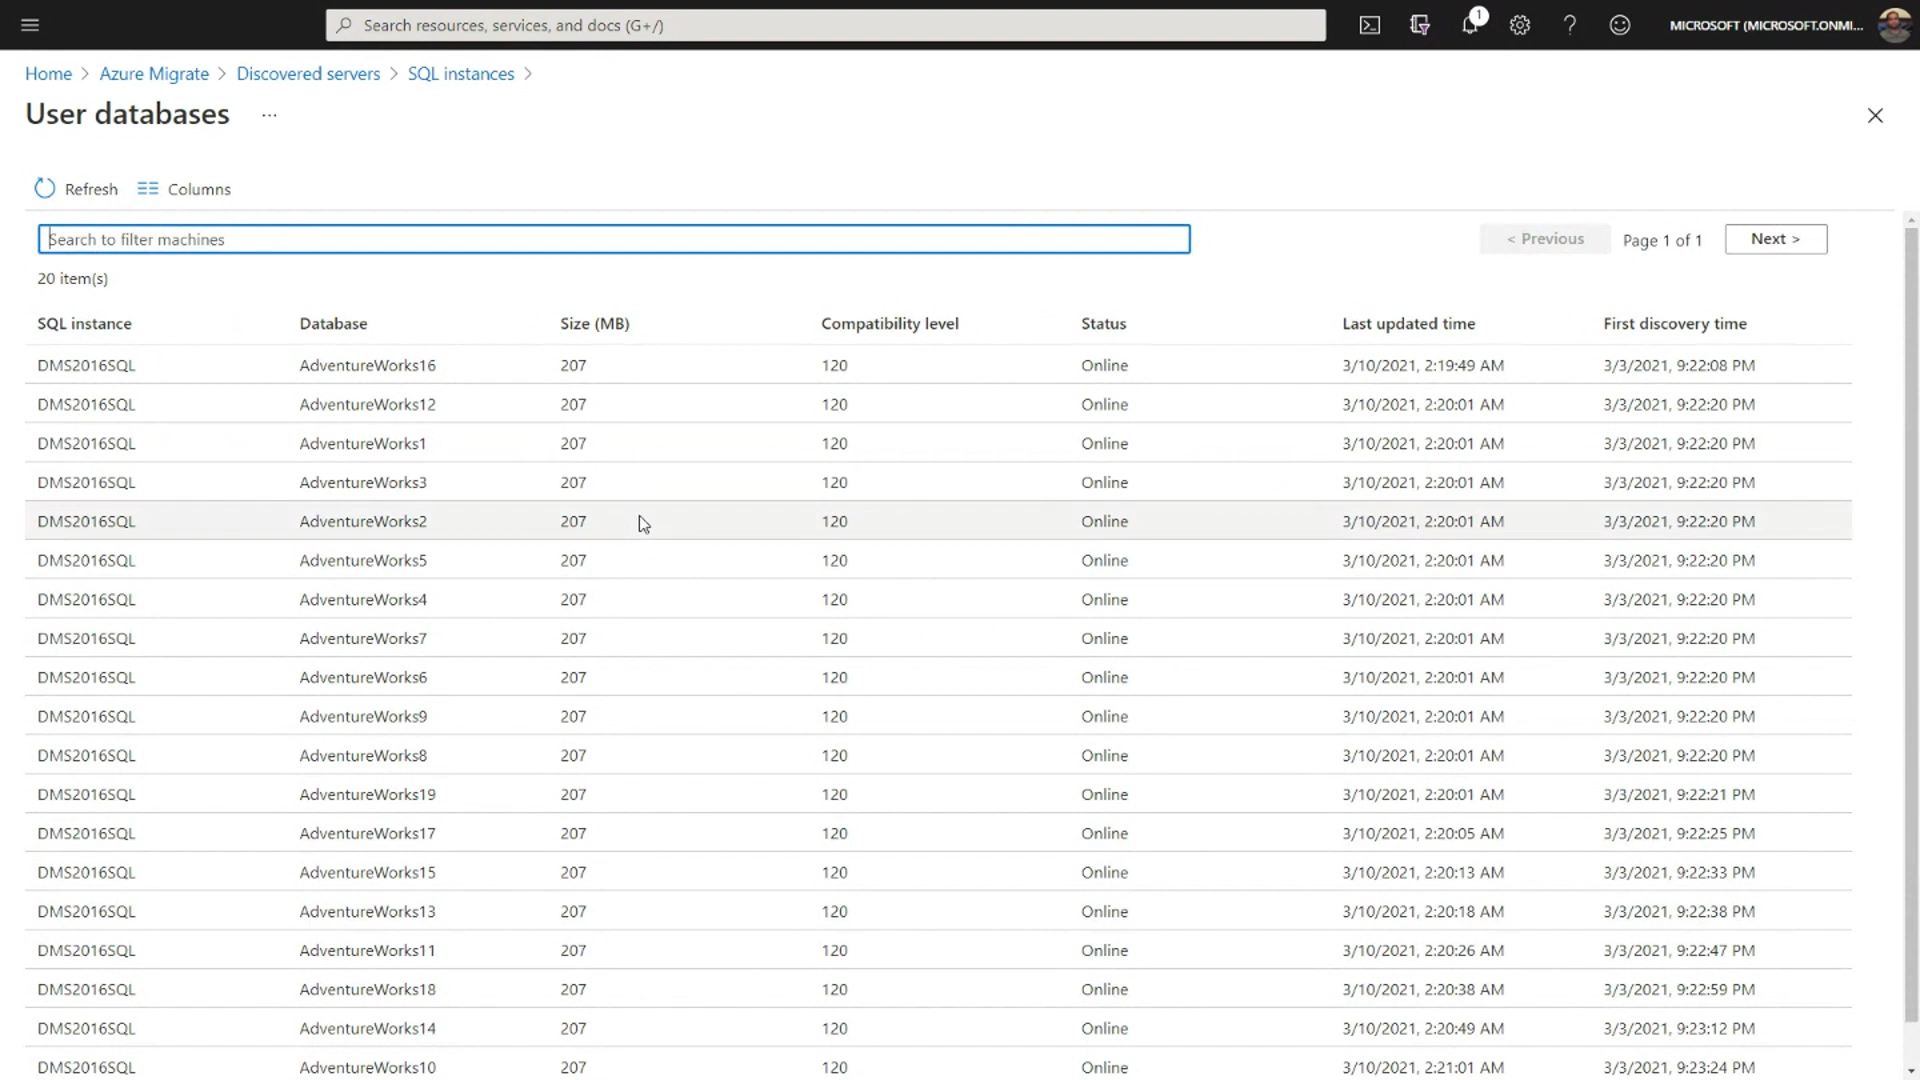 Search resources, services, and docs (G+/)
1
MICROSOFT (MICROSOFT.ONMI...
Home > Azure Migrate > Discovered servers > SQL instances >
User databases ...
Refresh Columns
Search to filter machines
< Previous Page 1 of 1 Next >
20 item(s)
SQL instance Database Size (MB) Compatibility level Status Last updated time First discovery time
DMS2016SQL AdventureWorks16 207 120 Online 3/10/2021, 2:19:49 AM 3/3/2021, 9:22:08 PM
DMS2016SQL AdventureWorks12 207 120 Online 3/10/2021, 2:20:01 AM 3/3/2021, 9:22:20 PM
DMS2016SQL AdventureWorks1 207 120 Online 3/10/2021, 2:20:01 AM 3/3/2021, 9:22:20 PM
DMS2016SQL AdventureWorks3 207 120 Online 3/10/2021, 2:20:01 AM 3/3/2021, 9:22:20 PM
DMS2016SQL AdventureWorks2 207 120 Online 3/10/2021, 2:20:01 AM 3/3/2021, 9:22:20 PM
DMS2016SQL AdventureWorks5 207 120 Online 3/10/2021, 2:20:01 AM 3/3/2021, 9:22:20 PM
DMS2016SQL AdventureWorks4 207 120 Online 3/10/2021, 2:20:01 AM 3/3/2021, 9:22:20 PM
DMS2016SQL AdventureWorks7 207 120 Online 3/10/2021, 2:20:01 AM 3/3/2021, 9:22:20 PM
DMS2016SQL AdventureWorks6 207 120 Online 3/10/2021, 2:20:01 AM 3/3/2021, 9:22:20 PM
DMS2016SQL AdventureWorks9 207 120 Online 3/10/2021, 2:20:01 AM 3/3/2021, 9:22:20 PM
DMS2016SQL AdventureWorks8 207 120 Online 3/10/2021, 2:20:01 AM 3/3/2021, 9:22:20 PM
DMS2016SQL AdventureWorks19 207 120 Online 3/10/2021, 2:20:01 AM 3/3/2021, 9:22:21 PM
DMS2016SQL AdventureWorks17 207 120 Online 3/10/2021, 2:20:05 AM 3/3/2021, 9:22:25 PM
DMS2016SQL AdventureWorks15 207 120 Online 3/10/2021, 2:20:13 AM 3/3/2021, 9:22:33 PM
DMS2016SQL AdventureWorks13 207 120 Online 3/10/2021, 2:20:18 AM 3/3/2021, 9:22:38 PM
DMS2016SQL AdventureWorks11 207 120 Online 3/10/2021, 2:20:26 AM 3/3/2021, 9:22:47 PM
DMS2016SQL AdventureWorks18 207 120 Online 3/10/2021, 2:20:38 AM 3/3/2021, 9:22:59 PM
DMS2016SQL AdventureWorks14 207 120 Online 3/10/2021, 2:20:49 AM 3/3/2021, 9:23:12 PM
DMS2016SQL AdventureWorks10 207 120 Online 3/10/2021, 2:21:01 AM 3/3/2021, 9:23:24 PM